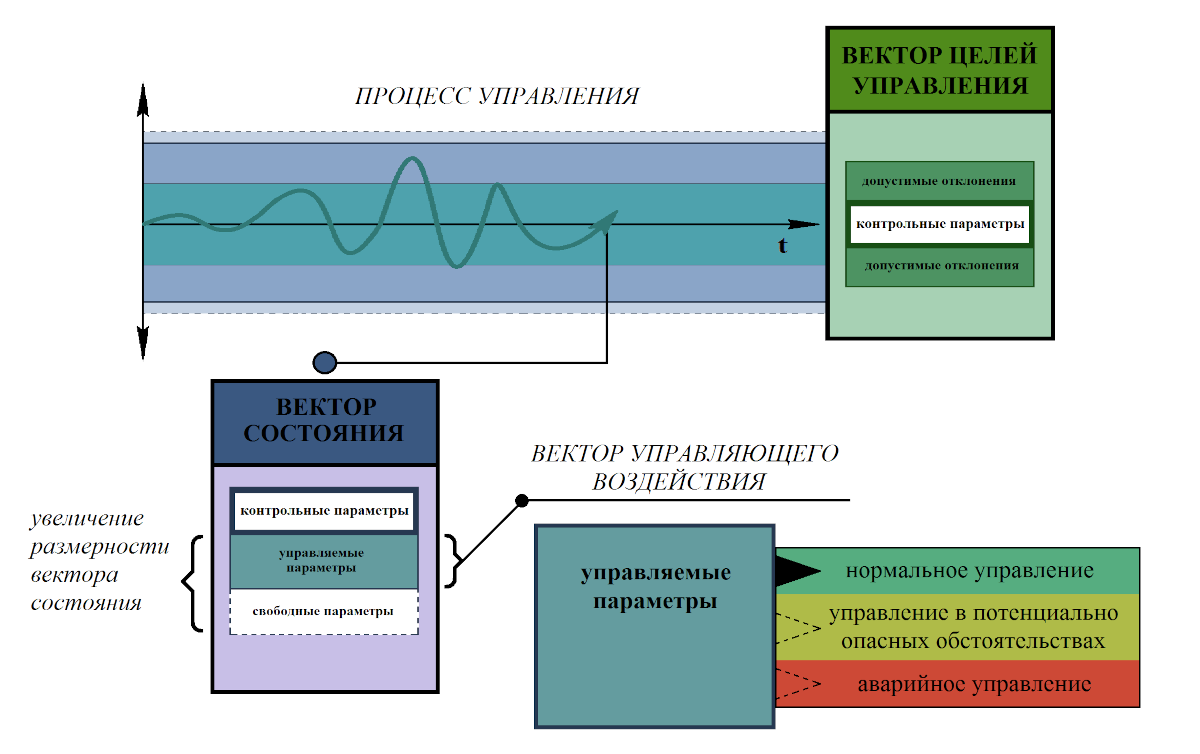 ПРОЦЕСС УПРАВЛЕНИЯ
ВЕКТОР ЦЕЛЕЙ
УПРАВЛЕНИЯ
допустимые отклонения
контрольные параметры
допустимые отклонения
t
ВЕКТОР
СОСТОЯНИЯ
контрольные параметры
управляемые
параметры
свободные параметры
увеличение
размерности
вектора
состояния
ВЕКТОР УПРАВЛЯЮЩЕГО
ВОЗДЕЙСТВИЯ
управляемые
параметры
нормальное управление
управление в потенциально
опасных обстоятельствах
аварийное управление